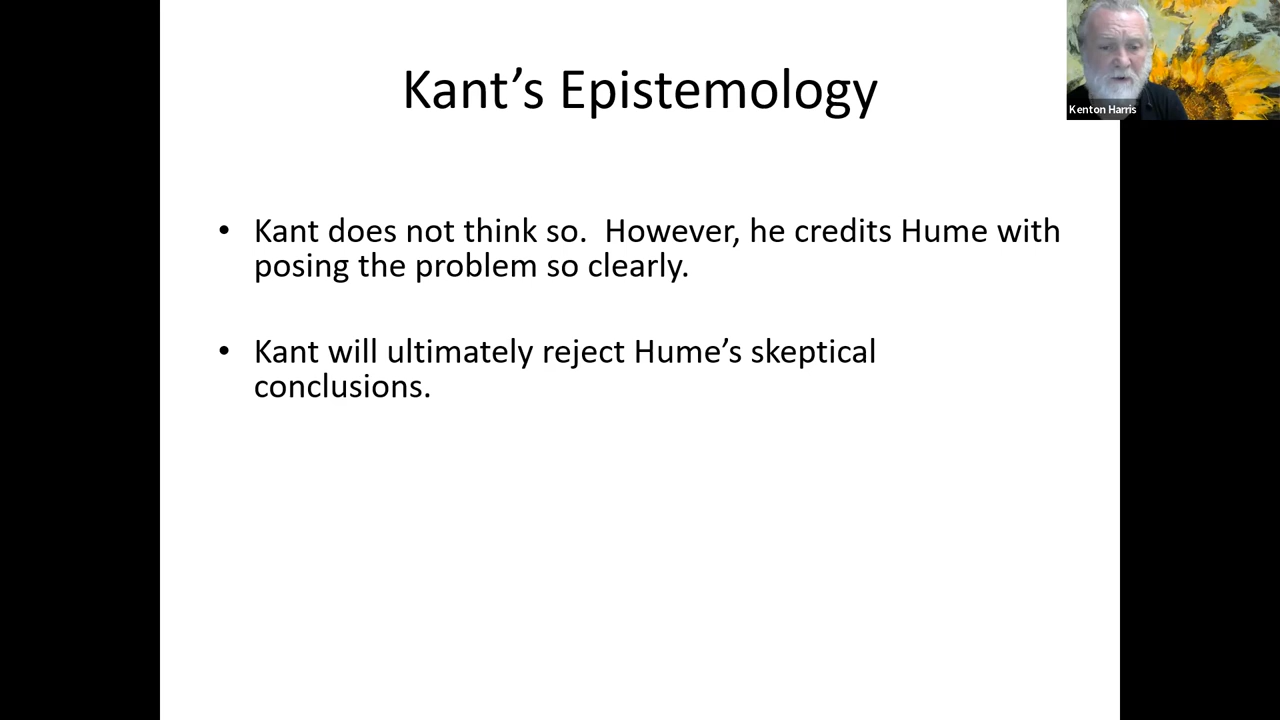 Kant’s Epistemology
Kenton Harris
• Kant does not think so.  However, he credits Hume with
posing the problem so clearly.
• Kant will ultimately reject Hume’s skeptical
conclusions.